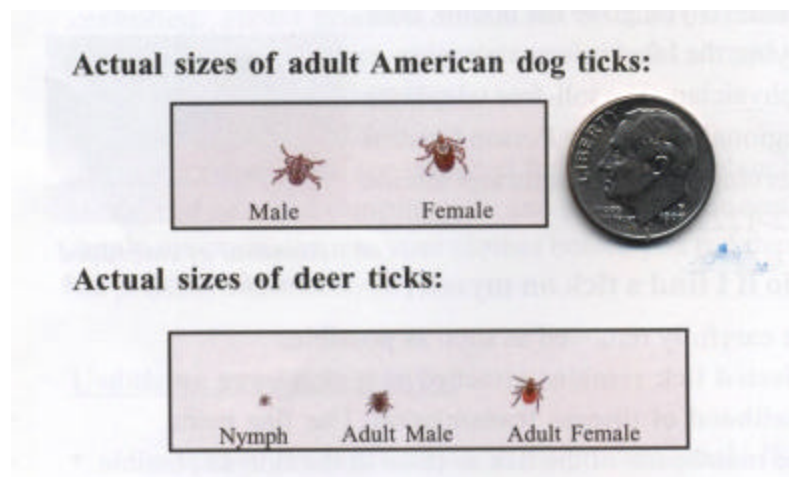 Actual sizes of adult American dog ticks:
Male Female
LIBERTY
Actual sizes of deer ticks:
Nymph Adult Male Adult Female